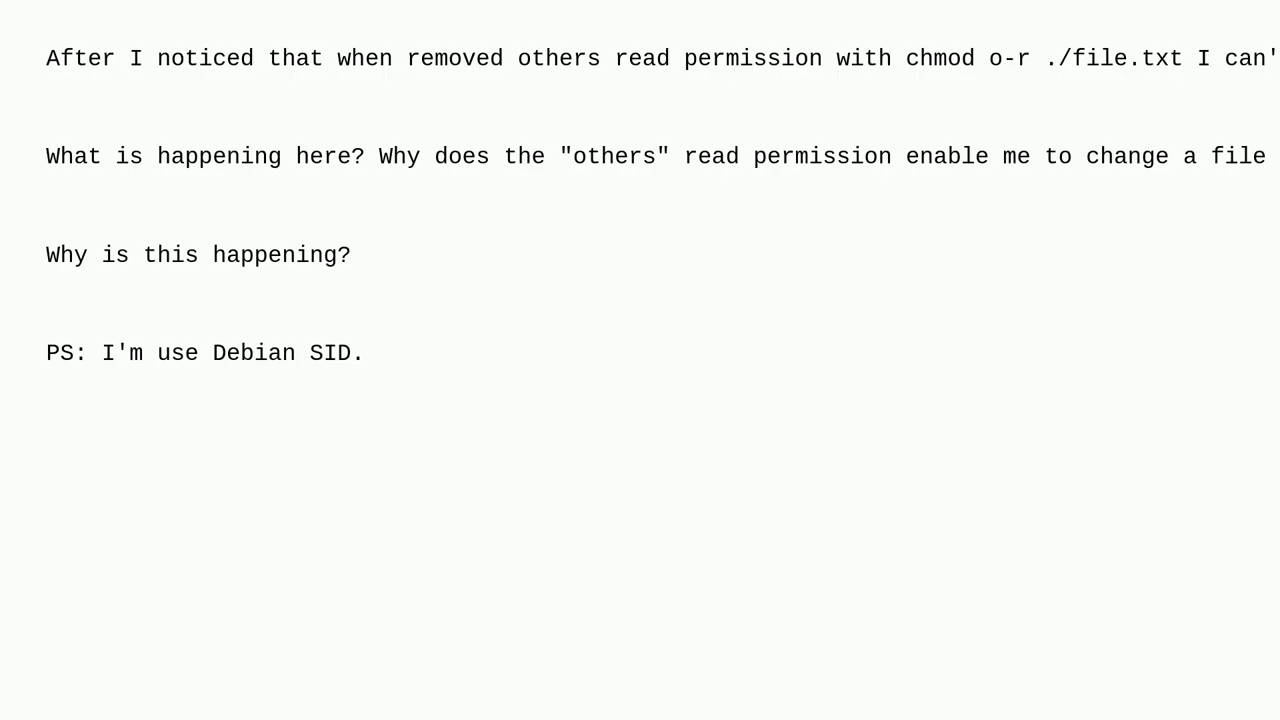 After I noticed that when removed others read permission with chmod o-r ./file.txt I can'
What is happening here? Why does the "others" read permission enable me to change a file
Why is this happening?
PS: I'm use Debian SID.